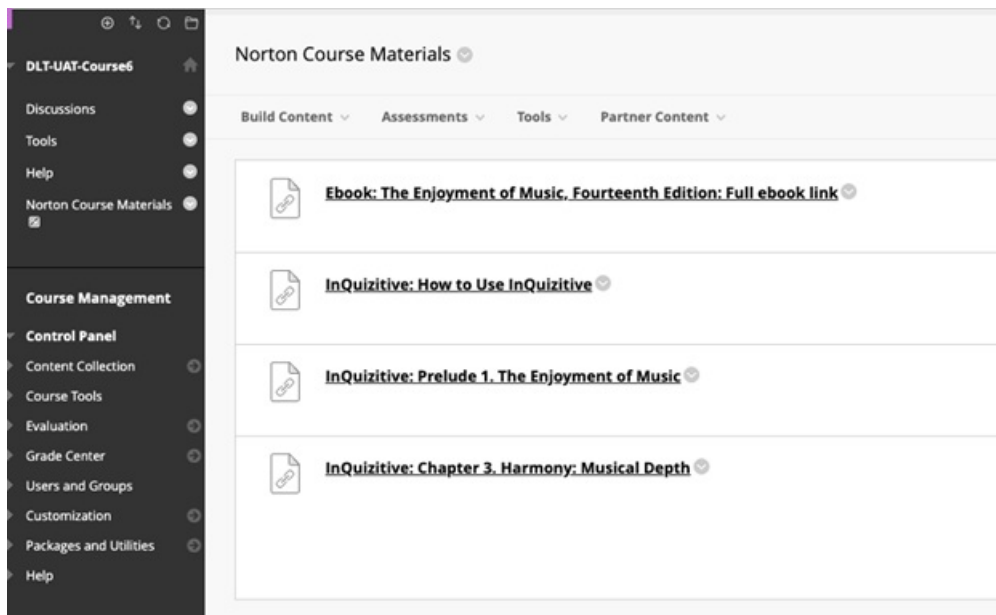 DLT-UAT-Course6
Discussions
Tools
Help
Norton Course Materials
Course Management
Control Panel
Content Collection
Course Tools
Evaluation
Grade Center
Users and Groups
Customization
Packages and Utilities
Help
Norton Course Materials
Build Content
Assessments
Tools
Partner Content
Ebook: The Enjoyment of Music, Fourteenth Edition: Full ebook link
InQuizitive: How to Use InQuizitive
InQuizitive: Prelude 1. The Enjoyment of Music
InQuizitive: Chapter 3. Harmony: Musical Depth